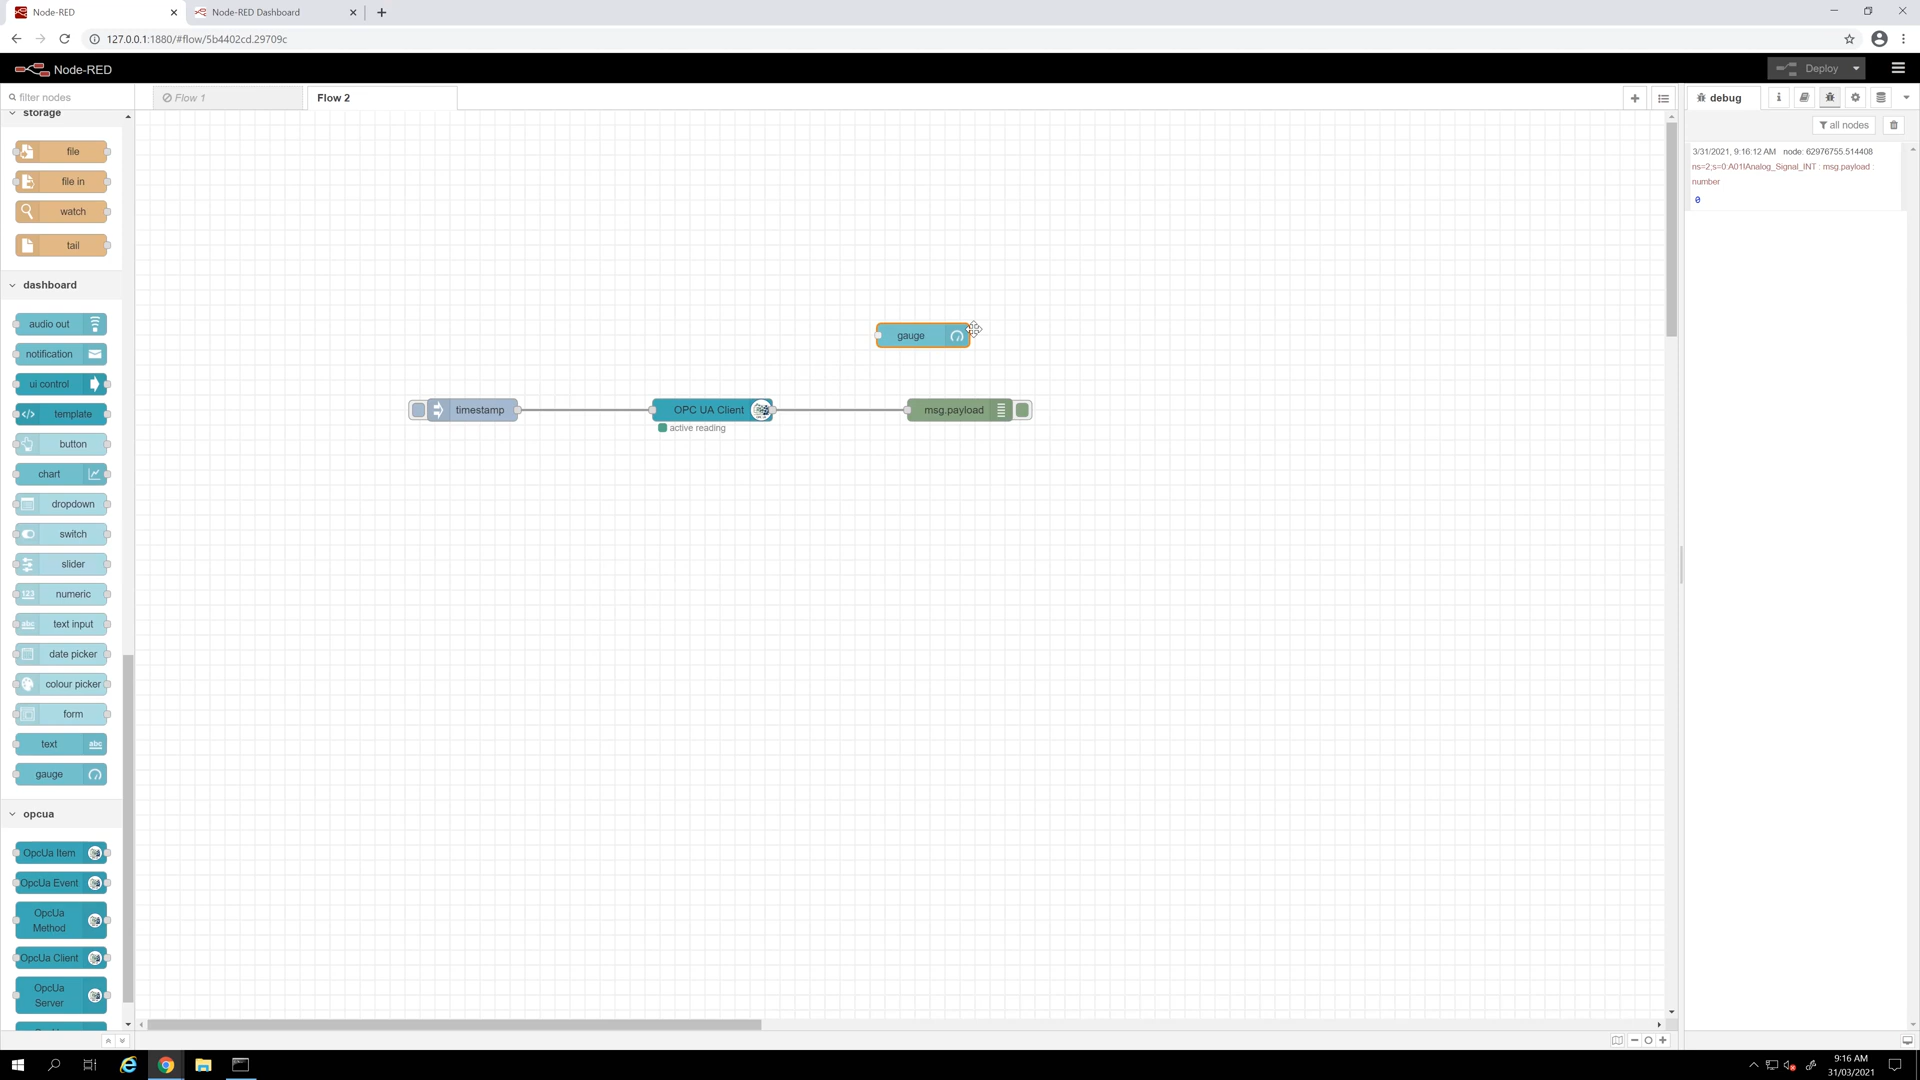 Node-RED
Node-RED Dashboard
127.0.0.1:1880/#flow/5b4402cd.29709c
Node-RED
Deploy
filter nodes
Flow 1
Flow 2
debug
all nodes
storage
file
file in
watch
tail
dashboard
audio out
notification
ui control
template
button
chart
dropdown
switch
slider
numeric
123
text input
abc
date picker
colour picker
form
text
abc
gauge
opcua
OpcUa Item
OpcUa Event
OpcUa
Method
OpcUa Client
OpcUa
Server
gauge
timestamp
OPC UA Client
active reading
msg.payload
3/31/2021, 9:16:12 AM node: 62976755.514408
ns=2;s=0:A01IAnalog_Signal_INT : msg.payload :
number
0
9:16 AM
31/03/2021